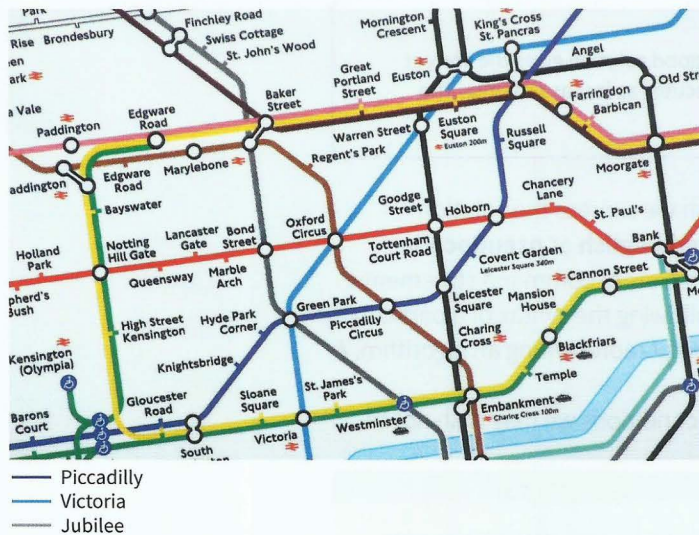 Park
Finchley Road
Rise Brondesbury
Swiss Cottage
St. John's Wood
Mornington
Crescent
King's Cross
St. Pancras
Angel
Old Str
Park
a Vale
Paddington
Edgware
Road
Baker
Street
Great
Portland
Street
Euston
Farringdon
Barbican
Warren Street
Euston
Square
Euston 200m
Russell
Square
Moorgate
addington
Edgware
Road
Marylebone
Regent's Park
Bayswater
Goodge
Street
Holborn
Chancery
Lane
St. Paul's
Bank
Notting
Hill Gate
Lancaster
Gate
Bond
Street
Oxford
Circus
Tottenham
Court Road
Covent Garden
Leicester Square 340m
Holland
Park
Queensway
Marble
Arch
Cannon Street
pherd's
Bush
High Street
Kensington
Hyde Park
Corner
Green Park
Piccadilly
Circus
Leicester
Square
Mansion
House
Kensington
(Olympia)
Knightsbridge
Charing
Cross
Blackfriars
Temple
Barons
Court
Gloucester
Road
Sloane
Square
St. James's
Park
Embankment
Charing Cross 100m
South
Victoria
Westminster
Piccadilly
Victoria
Jubilee